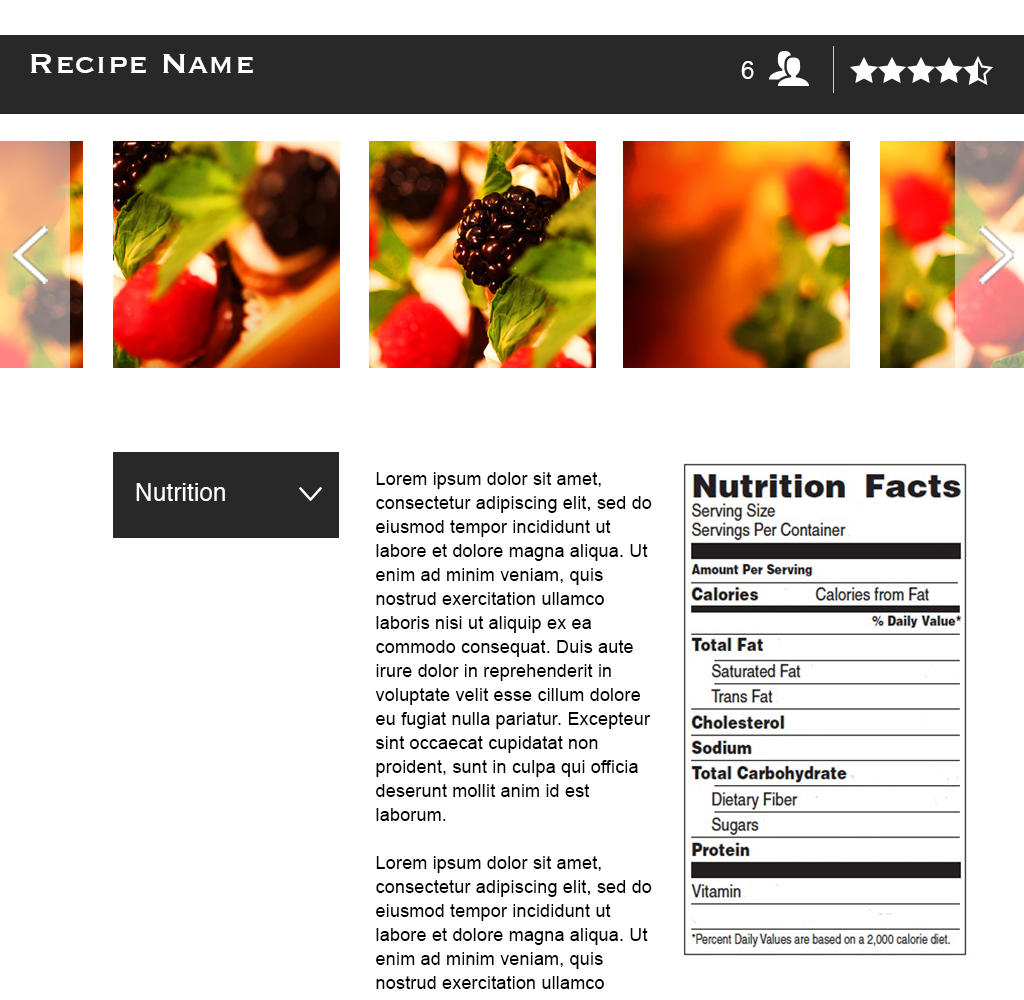 Recipe Name
6
Nutrition
Lorem ipsum dolor sit amet,
consectetur adipiscing elit, sed do
eiusmod tempor incididunt ut
labore et dolore magna aliqua. Ut
enim ad minim veniam, quis
nostrud exercitation ullamco
laboris nisi ut aliquip ex ea
commodo consequat. Duis aute
irure dolor in reprehenderit in
voluptate velit esse cillum dolore
eu fugiat nulla pariatur. Excepteur
sint occaecat cupidatat non
proident, sunt in culpa qui officia
deserunt mollit anim id est
laborum.
Lorem ipsum dolor sit amet,
consectetur adipiscing elit, sed do
eiusmod tempor incididunt ut
labore et dolore magna aliqua. Ut
enim ad minim veniam, quis
nostrud exercitation ullamco
Nutrition Facts
Serving Size
Servings Per Container
Amount Per Serving
Calories Calories from Fat
% Daily Value*
Total Fat
Saturated Fat
Trans Fat
Cholesterol
Sodium
Total Carbohydrate
Dietary Fiber
Sugars
Protein
Vitamin
*Percent Daily Values are based on a 2,000 calorie diet.